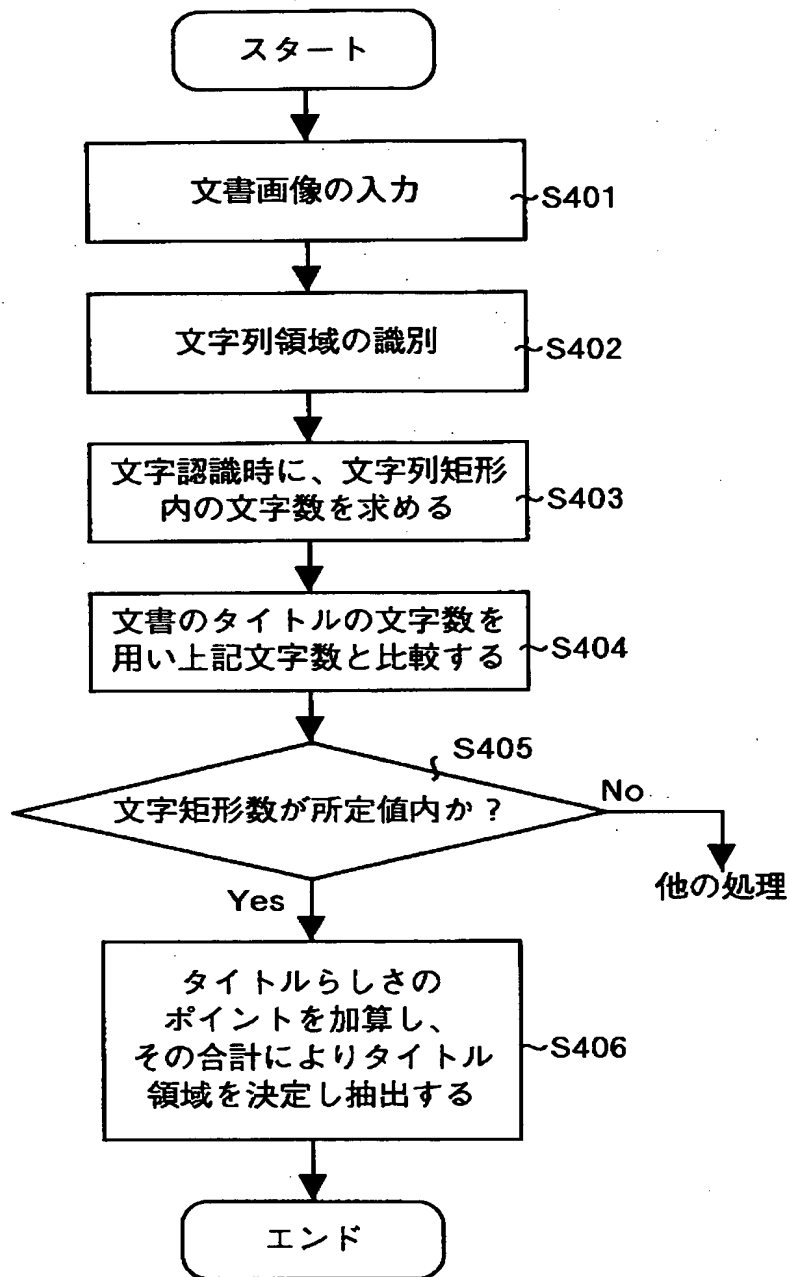 スタート
文書画像の入力
S401
文字列領域の識別
S402
文字認識時に、文字列矩形
内の文字数を求める
S403
文書のタイトルの文字数を
用い上記文字数と比較する
S404
S405
文字矩形数が所定値内か？
No
他の処理
Yes
タイトルらしさの
ポイントを加算し、
その合計によりタイトル
領域を決定し抽出する
S406
エンド